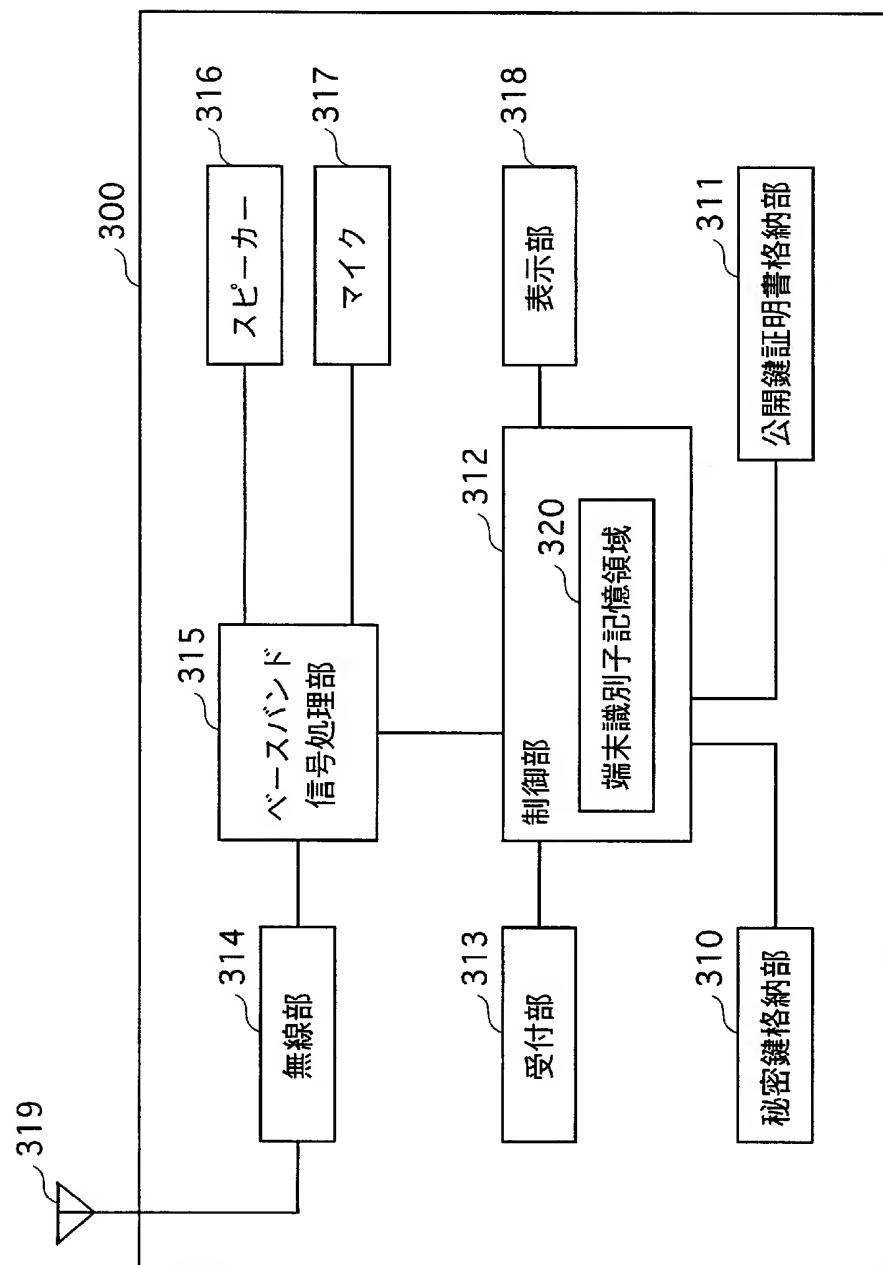 300
319
314
無線部
315
ベースバンド
信号処理部
316
スピーカー
317
マイク
313
受付部
312
制御部
320
端末識別子記憶領域
318
表示部
310
秘密鍵格納部
311
公開鍵証明書格納部